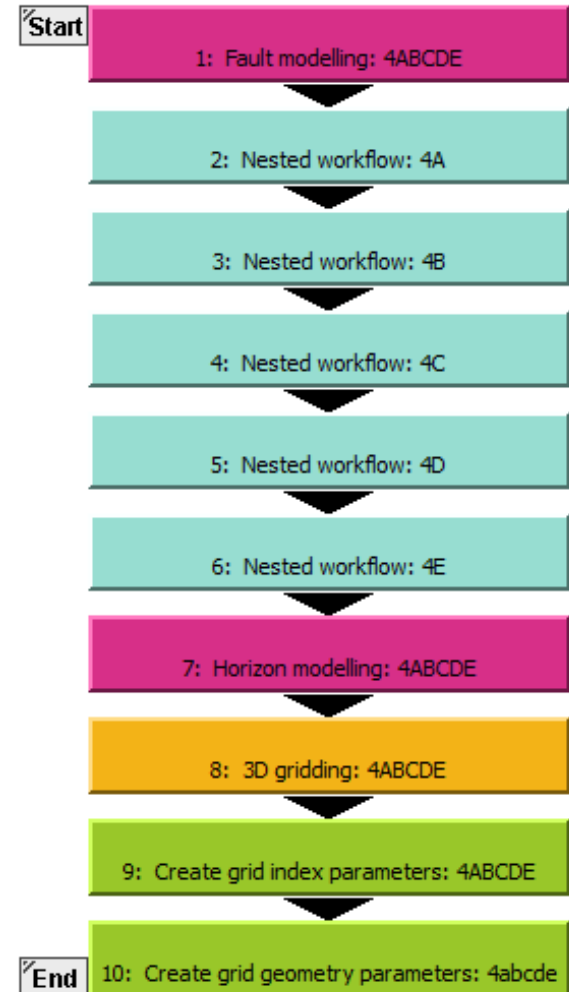 Start
1: Fault modelling: 4ABCDE
2: Nested workflow: 4A
3: Nested workflow: 4B
4: Nested workflow: 4C
5: Nested workflow: 4D
6: Nested workflow: 4E
7: Horizon modelling: 4ABCDE
8: 3D gridding: 4ABCDE
9: Create grid index parameters: 4ABCDE
End
10: Create grid geometry parameters: 4abcde